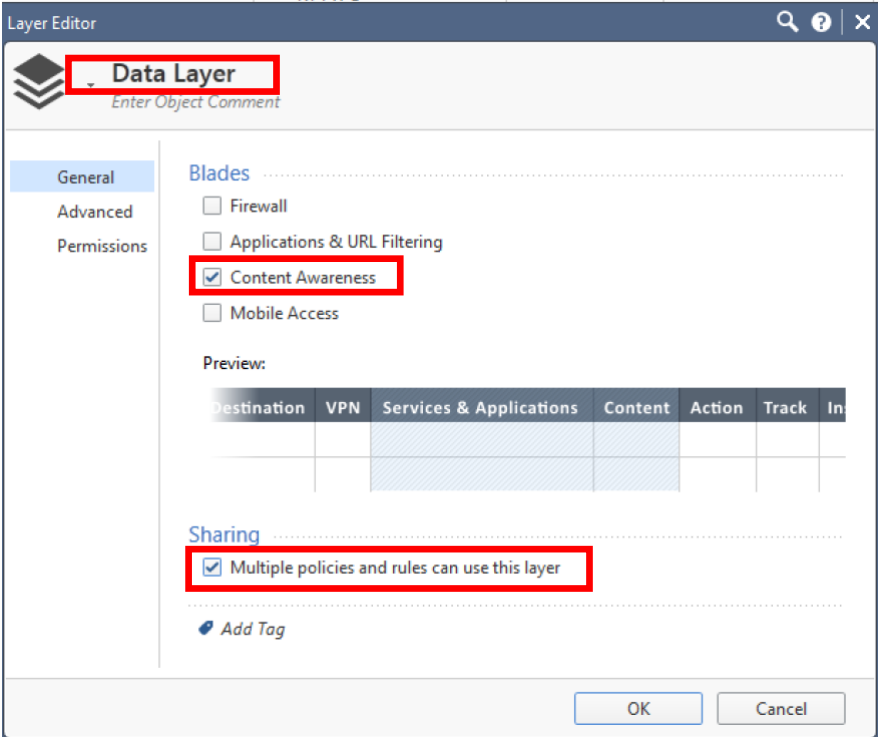 Layer Editor
Data Layer
Enter Object Comment
General
Advanced
Permissions
Blades
Firewall
Applications & URL Filtering
Content Awareness
Mobile Access
Preview:
Destination VPN Services & Applications Content Action Track
Sharing
Multiple policies and rules can use this layer
Add Tag
OK Cancel